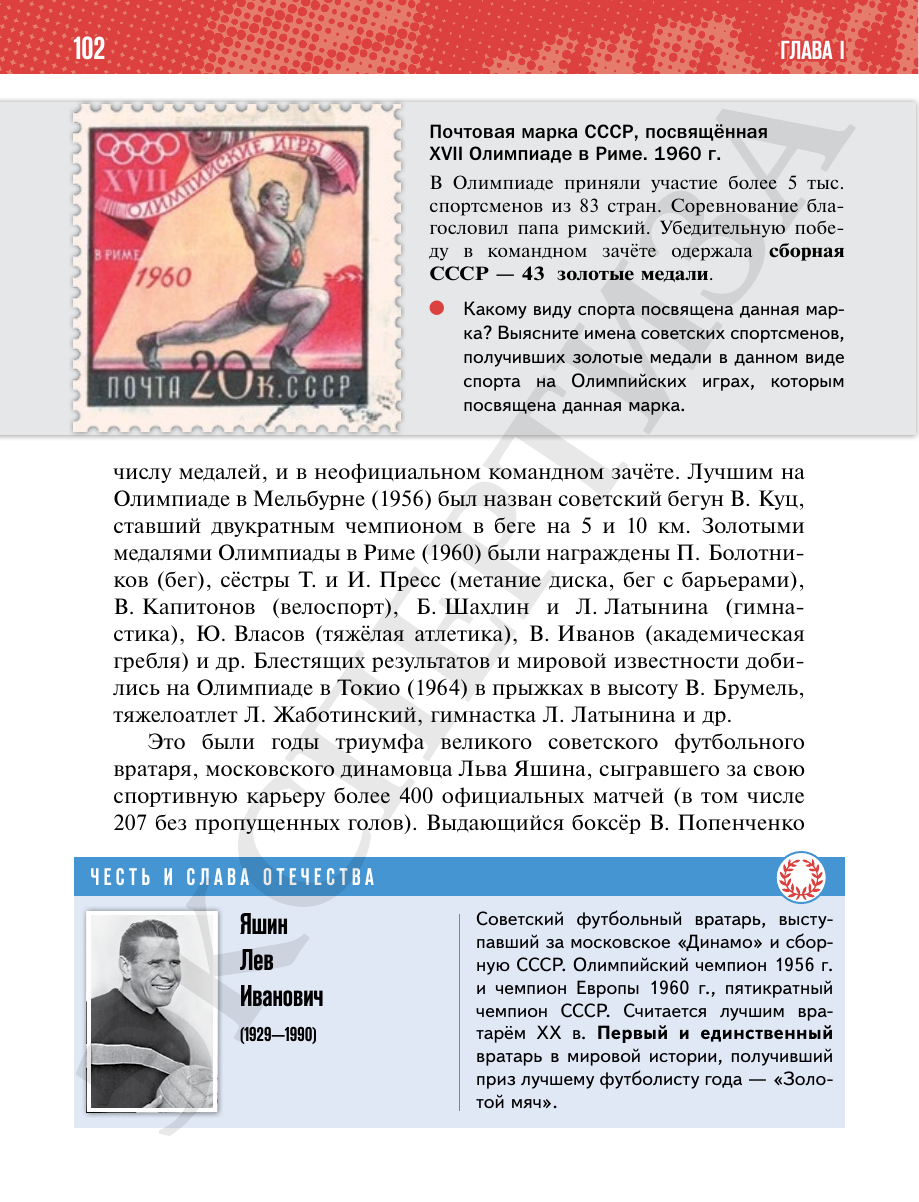 102
ГЛАВА I
XVII
ОЛИМПИЙСКИЕ ИГРЫ
В РИМЕ
1960
ПОЧТА 20 К. СССР
Почтовая марка СССР, посвящённая
XVII Олимпиаде в Риме. 1960 г.
В Олимпиаде приняли участие более 5 тыс.
спортсменов из 83 стран. Соревнование бла-
гословил папа римский. Убедительную побе-
ду в командном зачёте одержала сборная
СССР — 43 золотые медали.
Какому виду спорта посвящена данная мар-
ка? Выясните имена советских спортсменов,
получивших золотые медали в данном виде
спорта на Олимпийских играх, которым
посвящена данная марка.
числу медалей, и в неофициальном командном зачёте. Лучшим на
Олимпиаде в Мельбурне (1956) был назван советский бегун В. Куц,
ставший двукратным чемпионом в беге на 5 и 10 км. Золотыми
медалями Олимпиады в Риме (1960) были награждены П. Болотни-
ков (бег), сёстры Т. и И. Пресс (метание диска, бег с барьерами),
В. Капитонов (велоспорт), Б. Шахлин и Л. Латынина (гимна-
стика), Ю. Власов (тяжёлая атлетика), В. Иванов (академическая
гребля) и др. Блестящих результатов и мировой известности доби-
лись на Олимпиаде в Токио (1964) в прыжках в высоту В. Брумель,
тяжелоатлет Л. Жаботинский, гимнастка Л. Латынина и др.
Это были годы триумфа великого советского футбольного
вратаря, московского динамовца Льва Яшина, сыгравшего за свою
спортивную карьеру более 400 официальных матчей (в том числе
207 без пропущенных голов). Выдающийся боксёр В. Попенченко
ЧЕСТЬ И СЛАВА ОТЕЧЕСТВА
Яшин
Лев
Иванович
(1929—1990)
Советский футбольный вратарь, высту-
павший за московское «Динамо» и сбор-
ную СССР. Олимпийский чемпион 1956 г.
и чемпион Европы 1960 г., пятикратный
чемпион СССР. Считается лучшим вра-
тарём XX в. Первый и единственный
вратарь в мировой истории, получивший
приз лучшему футболисту года — «Золо-
той мяч».
ЭКСПЕРТИЗА